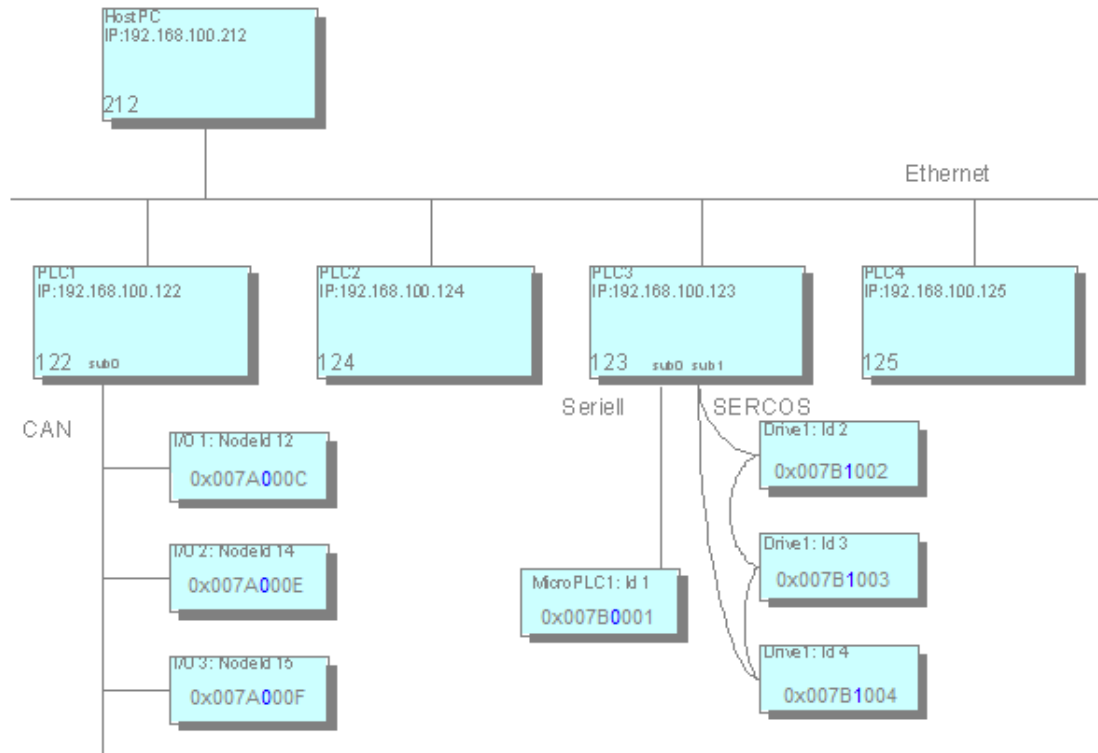 HostPC
IP:192.168.100.212
212
Ethernet
PLC1
IP:192.168.100.122
122 sub0
PLC2
IP:192.168.100.124
124
PLC3
IP:192.168.100.123
123 sub0 sub1
PLC4
IP:192.168.100.125
125
CAN
Seriell
SERCOS
I/O 1: NodeId 12
0x007A000C
I/O 2: NodeId 14
0x007A000E
I/O 3: NodeId 15
0x007A000F
MicroPLC1: Id 1
0x007B0001
Drive1: Id 2
0x007B1002
Drive1: Id 3
0x007B1003
Drive1: Id 4
0x007B1004